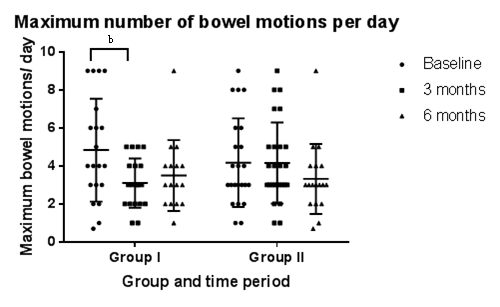 Maximum number of bowel motions per day
b
Maximum bowel motions/ day
10
8
6
4
2
0
Group I
Group II
Group and time period
Baseline
3 months
6 months